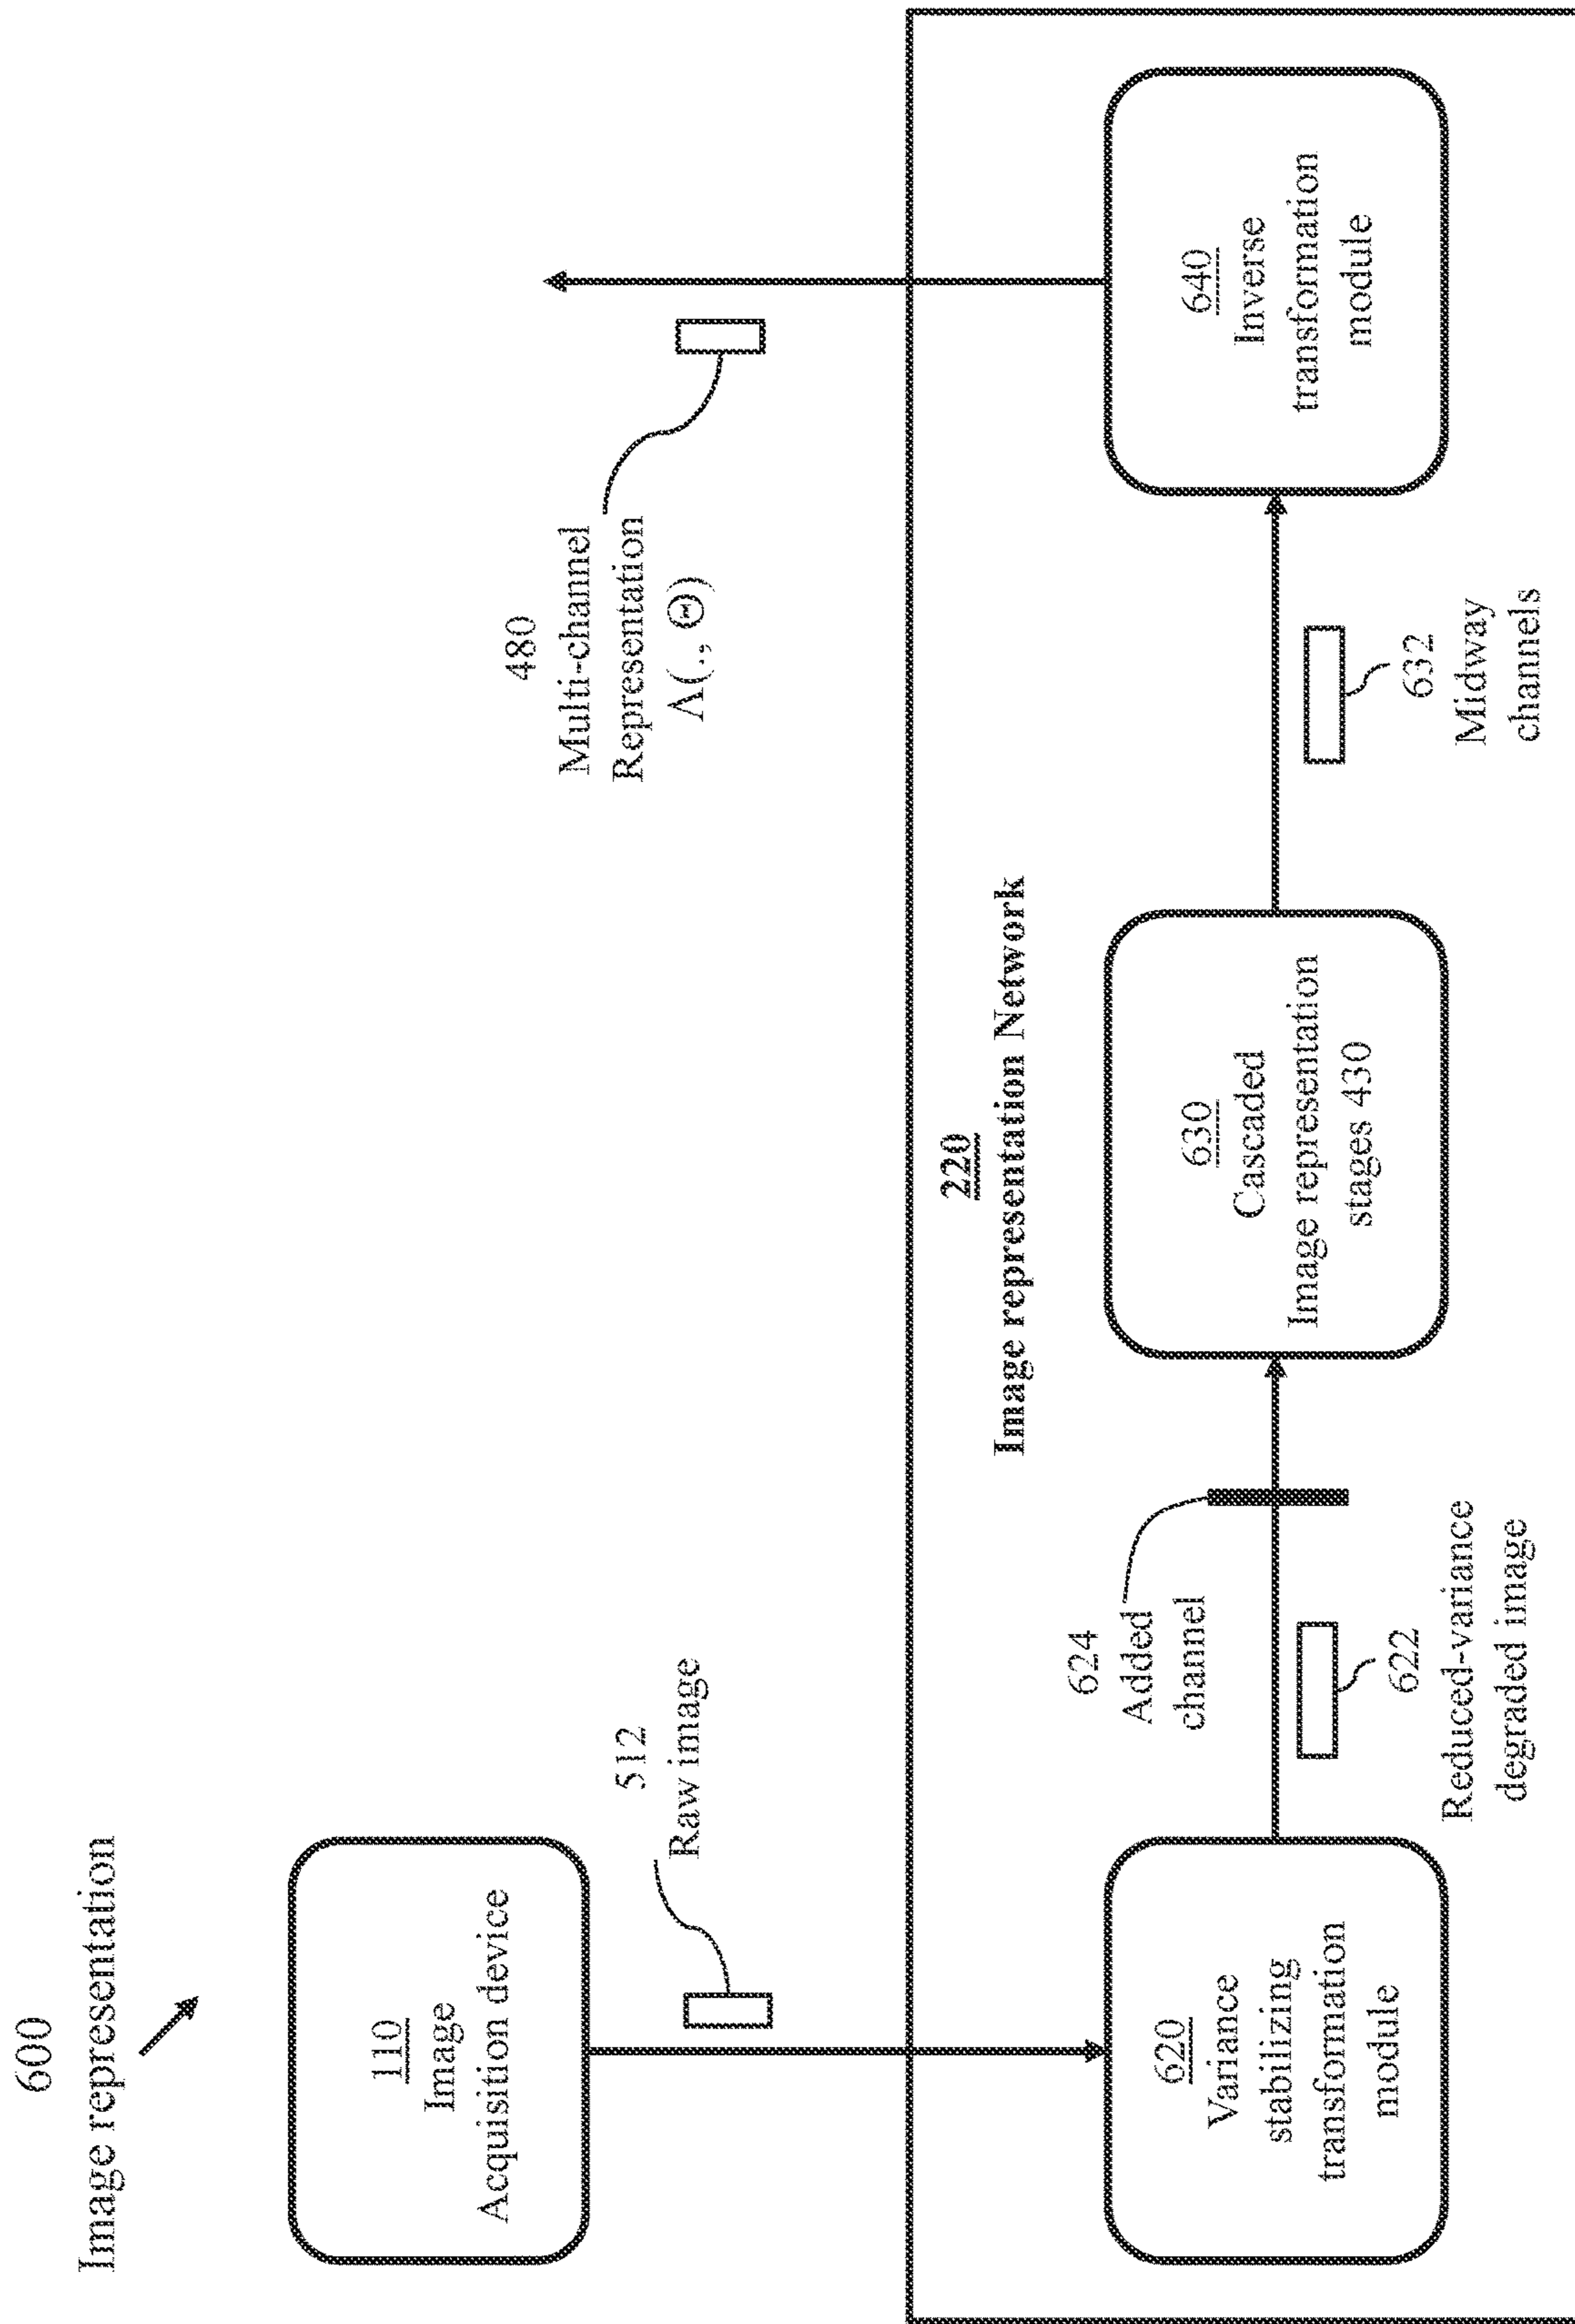 600
Image representation
110
Image
Acquisition device
512
Raw image
480
Multi-channel
Representation
Λ(., Θ)
220
Image representation Network
620
Variance
stabilizing
transformation
module
624
Added
channel
622
Reduced-variance
degraded image
630
Cascaded
Image representation
stages 430
632
Midway
channels
640
Inverse
transformation
module